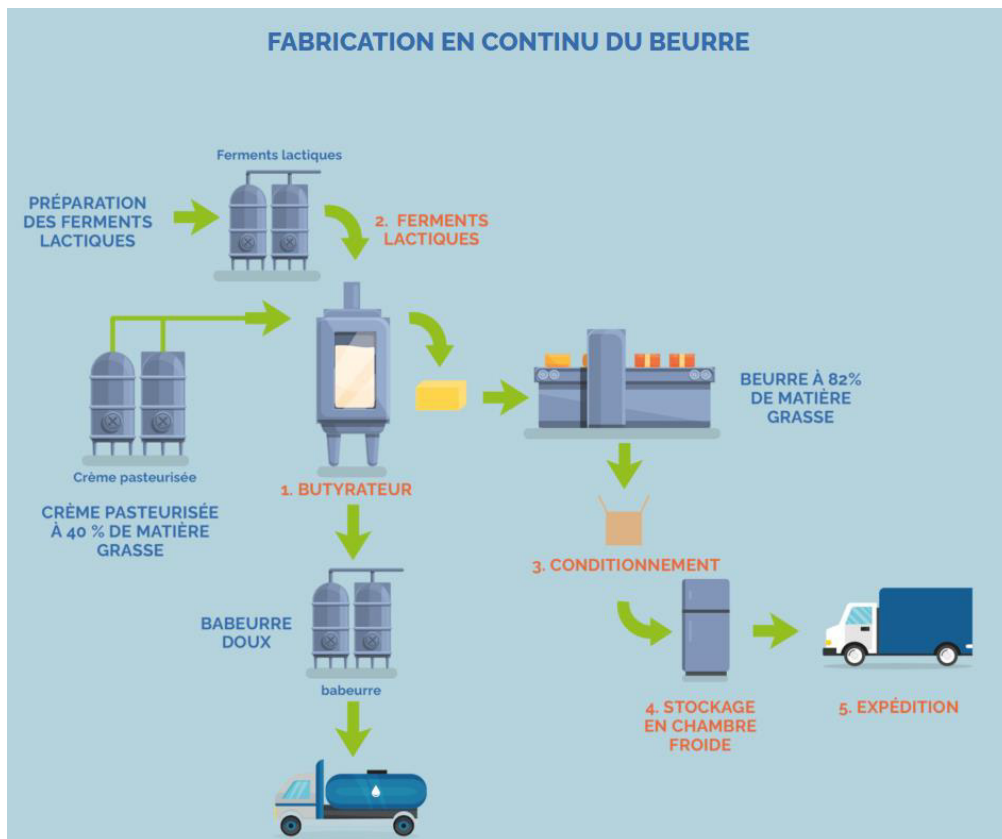 FABRICATION EN CONTINU DU BEURRE
Ferments lactiques
PRÉPARATION
DES FERMENTS
LACTIQUES
2. FERMENTS
LACTIQUES
BEURRE À 82%
DE MATIÈRE
GRASSE
Crème pasteurisée
1. BUTYRATEUR
CRÈME PASTEURISÉE
À 40 % DE MATIÈRE
GRASSE
3. CONDITIONNEMENT
BABEURRE
DOUX
babeurre
4. STOCKAGE
EN CHAMBRE
FROIDE
5. EXPÉDITION